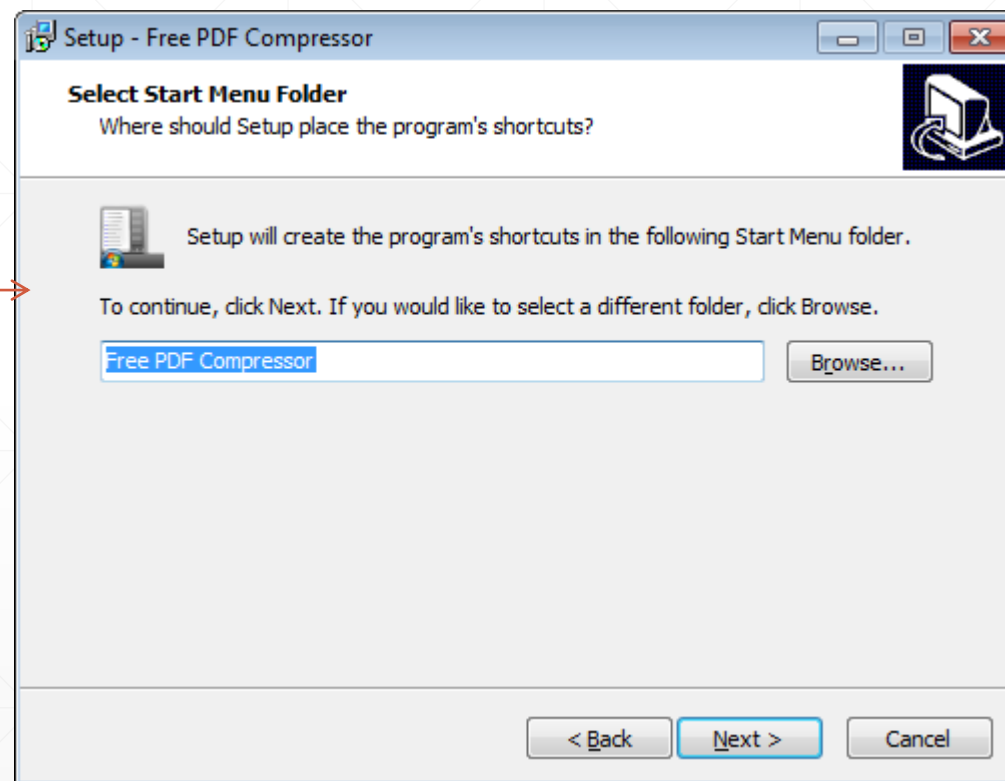 Setup - Free PDF Compressor
Select Start Menu Folder
Where should Setup place the program's shortcuts?
Setup will create the program's shortcuts in the following Start Menu folder.
To continue, click Next. If you would like to select a different folder, click Browse.
Free PDF Compressor
Browse...
< Back
Next >
Cancel